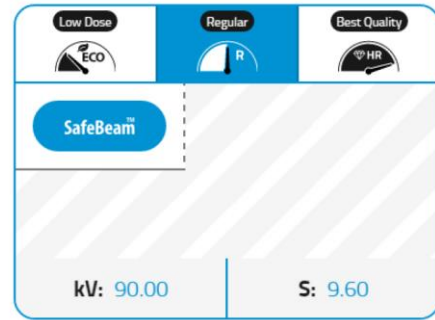 Low Dose Regular Best Quality
ECO R HR
SafeBeam™
kV: 90.00 S: 9.60